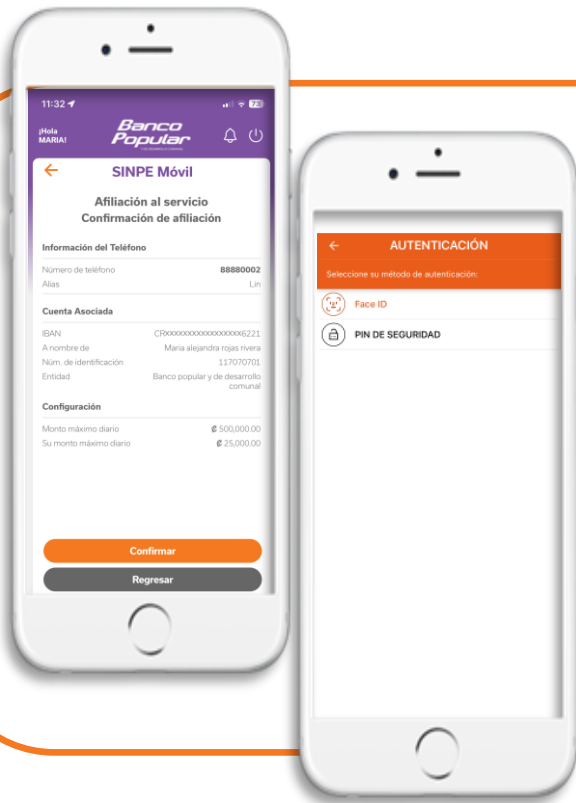 11:32
73
¡Hola
MARIA!
Banco
Popular
SINPE Móvil
Afiliación al servicio
Confirmación de afiliación
Información del Teléfono
Número de teléfono 88880002
Alias Lin
Cuenta Asociada
IBAN CRxxxxxxxxxxxxxxxx6221
A nombre de Maria alejandra rojas rivera
Núm. de identificación 117070701
Entidad Banco popular y de desarrollo
comunal
Configuración
Monto máximo diario ₡ 500,000.00
Su monto máximo diario ₡ 25,000.00
Confirmar
Regresar
AUTENTICACIÓN
Seleccione su método de autenticación:
Face ID
PIN DE SEGURIDAD